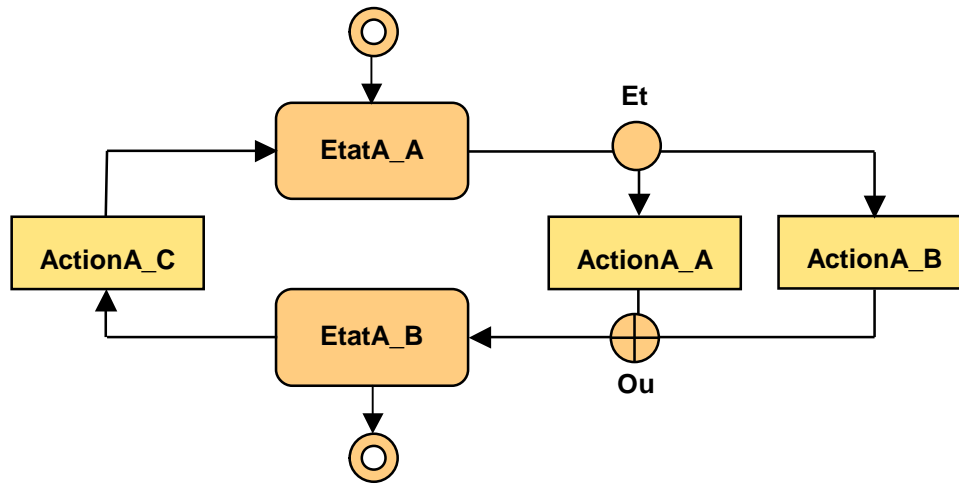 Et
EtatA_A
ActionA_C
ActionA_A
ActionA_B
EtatA_B
Ou